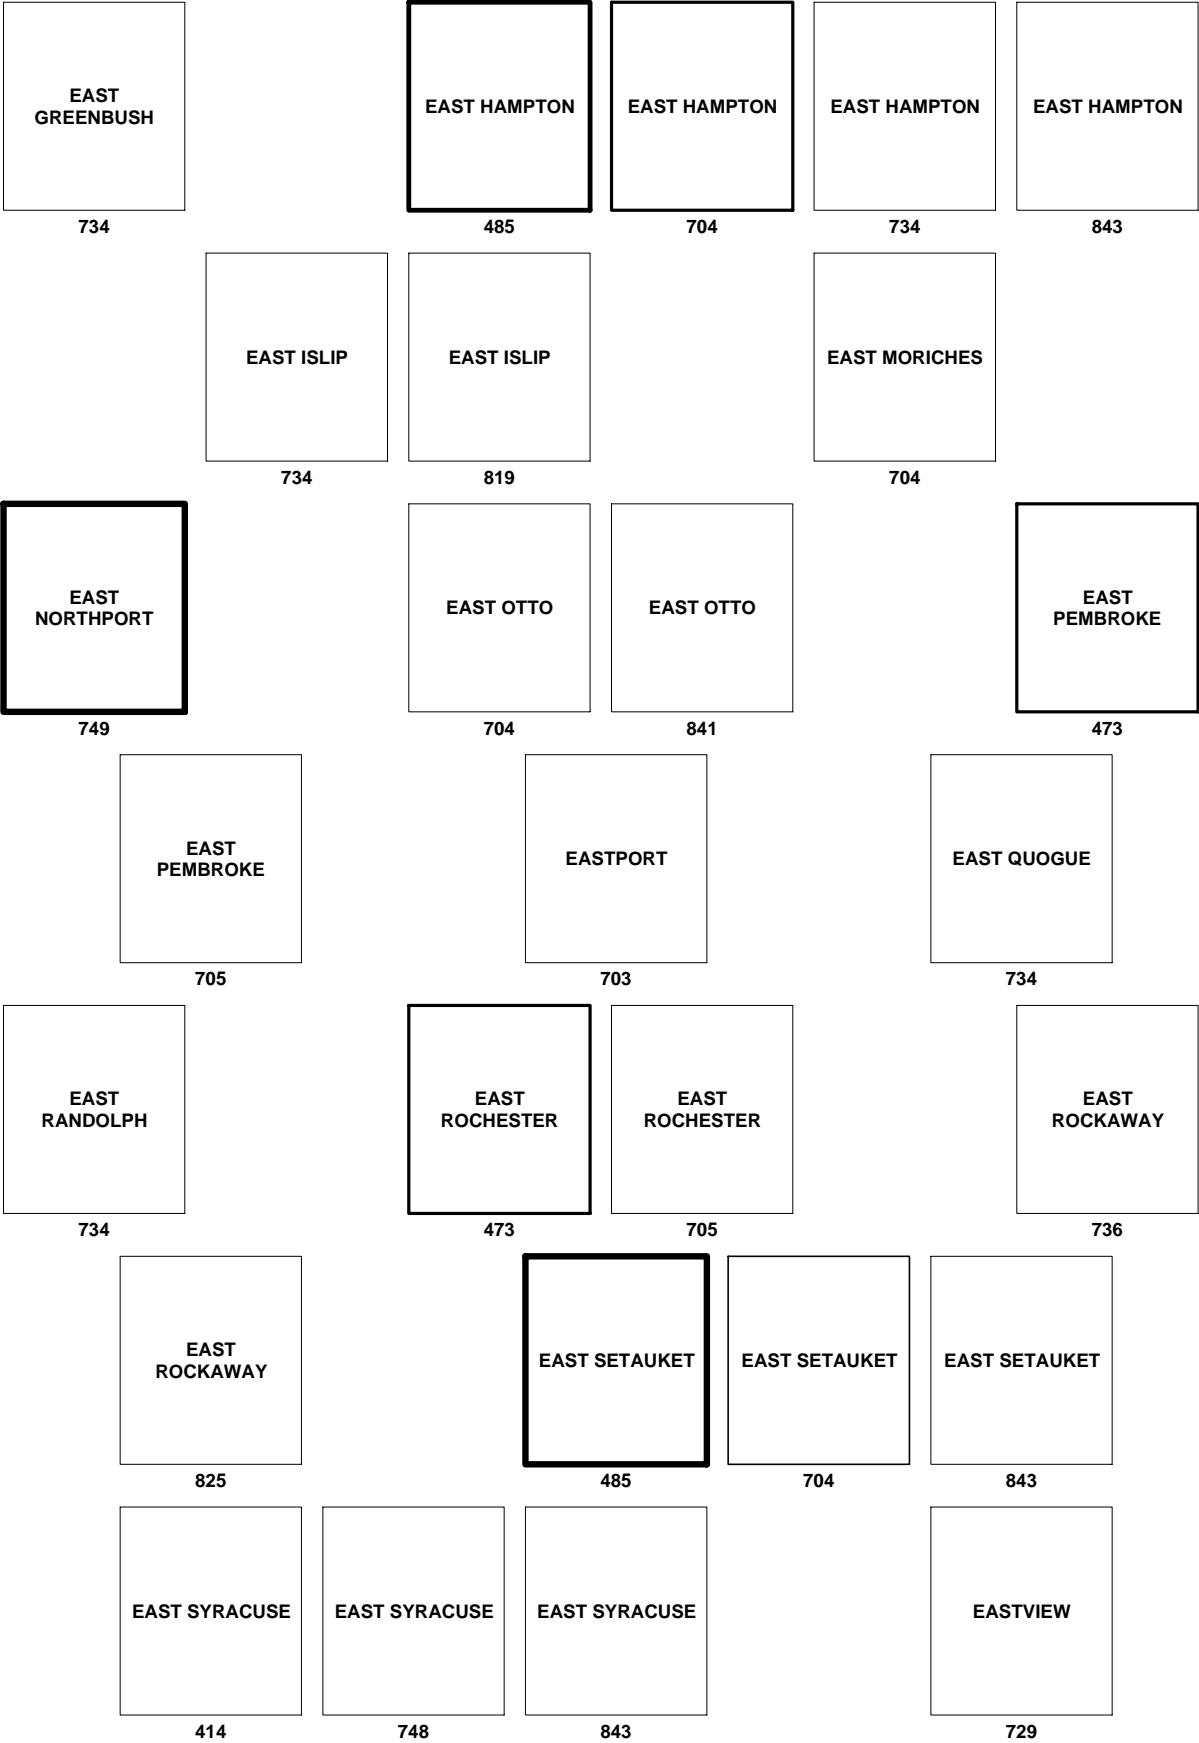 EAST
GREENBUSH
734
EAST HAMPTON
485
EAST HAMPTON
704
EAST HAMPTON
734
EAST HAMPTON
843
EAST ISLIP
734
EAST ISLIP
819
EAST MORICHES
704
EAST
NORTHPORT
749
EAST OTTO
704
EAST OTTO
841
EAST
PEMBROKE
473
EAST
PEMBROKE
705
EASTPORT
703
EAST QUOGUE
734
EAST
RANDOLPH
734
EAST
ROCHESTER
473
EAST
ROCHESTER
705
EAST
ROCKAWAY
736
EAST
ROCKAWAY
825
EAST SETAUKET
485
EAST SETAUKET
704
EAST SETAUKET
843
EAST SYRACUSE
414
EAST SYRACUSE
748
EAST SYRACUSE
843
EASTVIEW
729